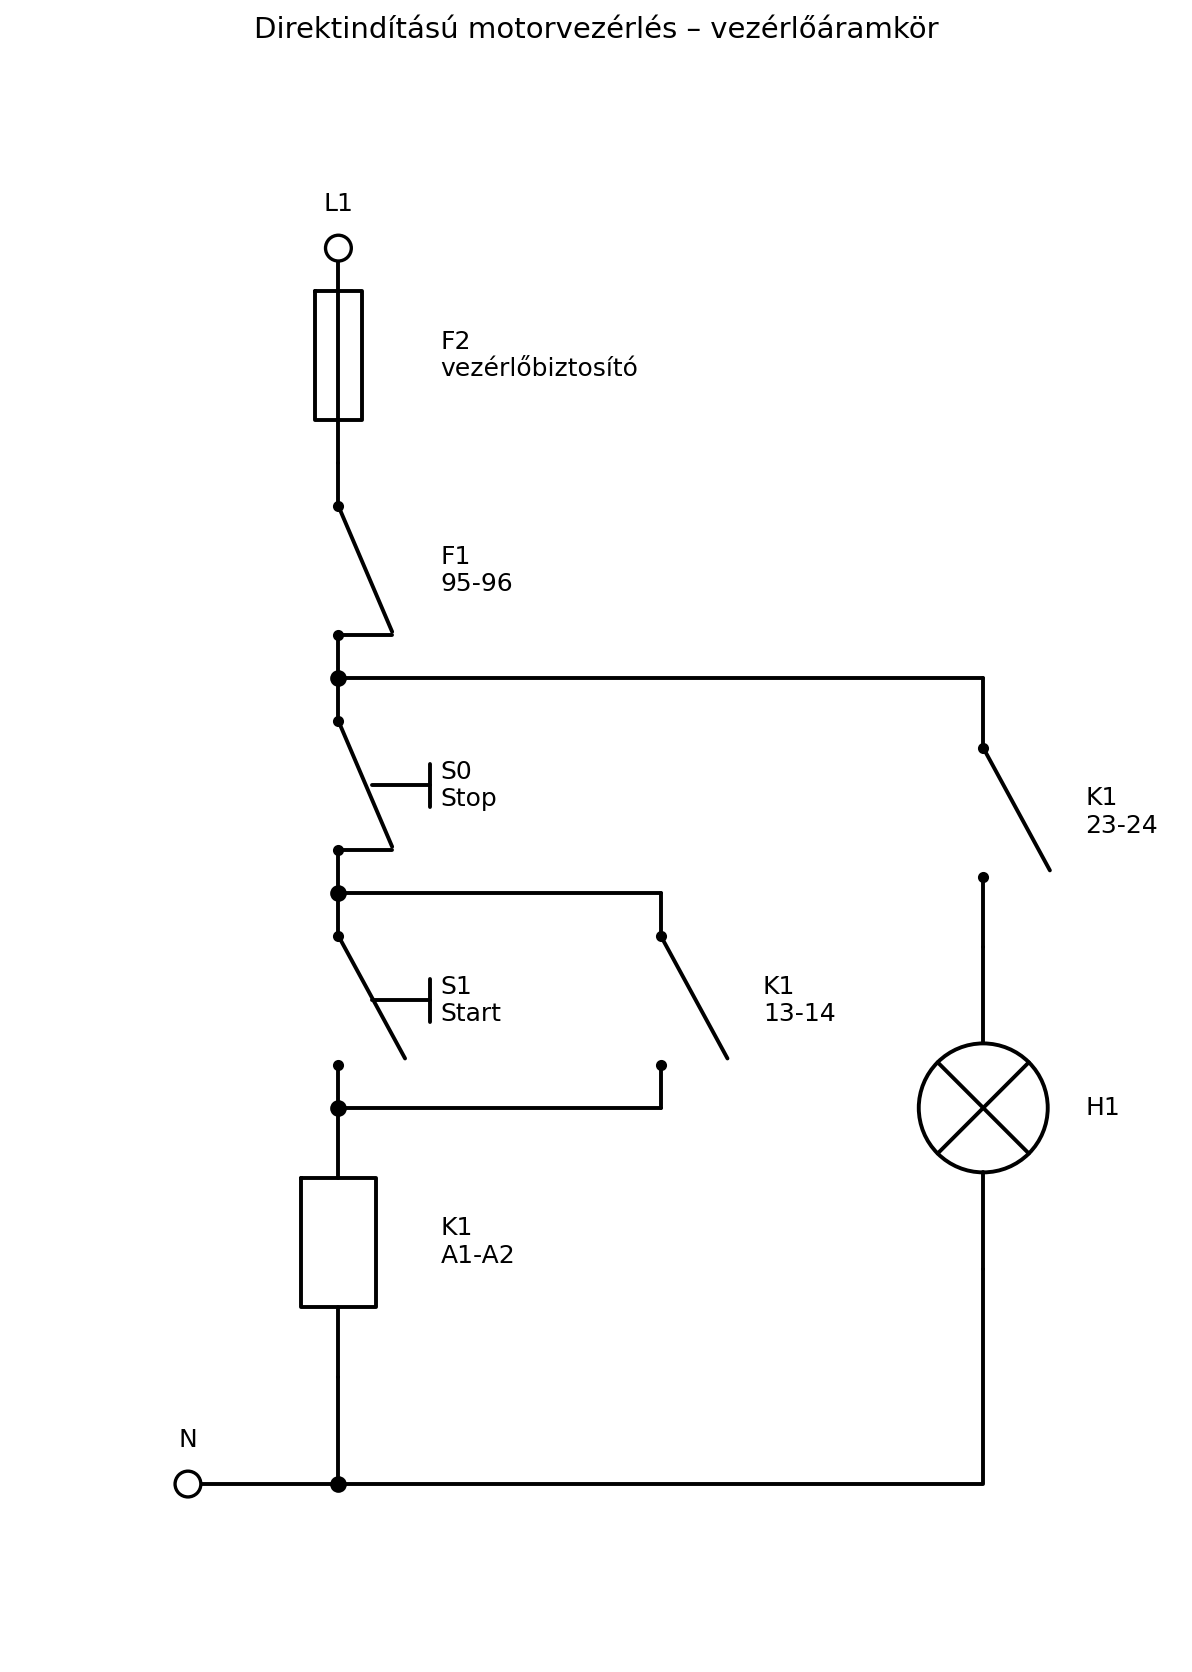 Direktindítású motorvezérlés – vezérlőáramkör
L1
F2
vezérlőbiztosító
F1
95-96
S0
Stop
K1
23-24
S1
Start
K1
13-14
H1
K1
A1-A2
N